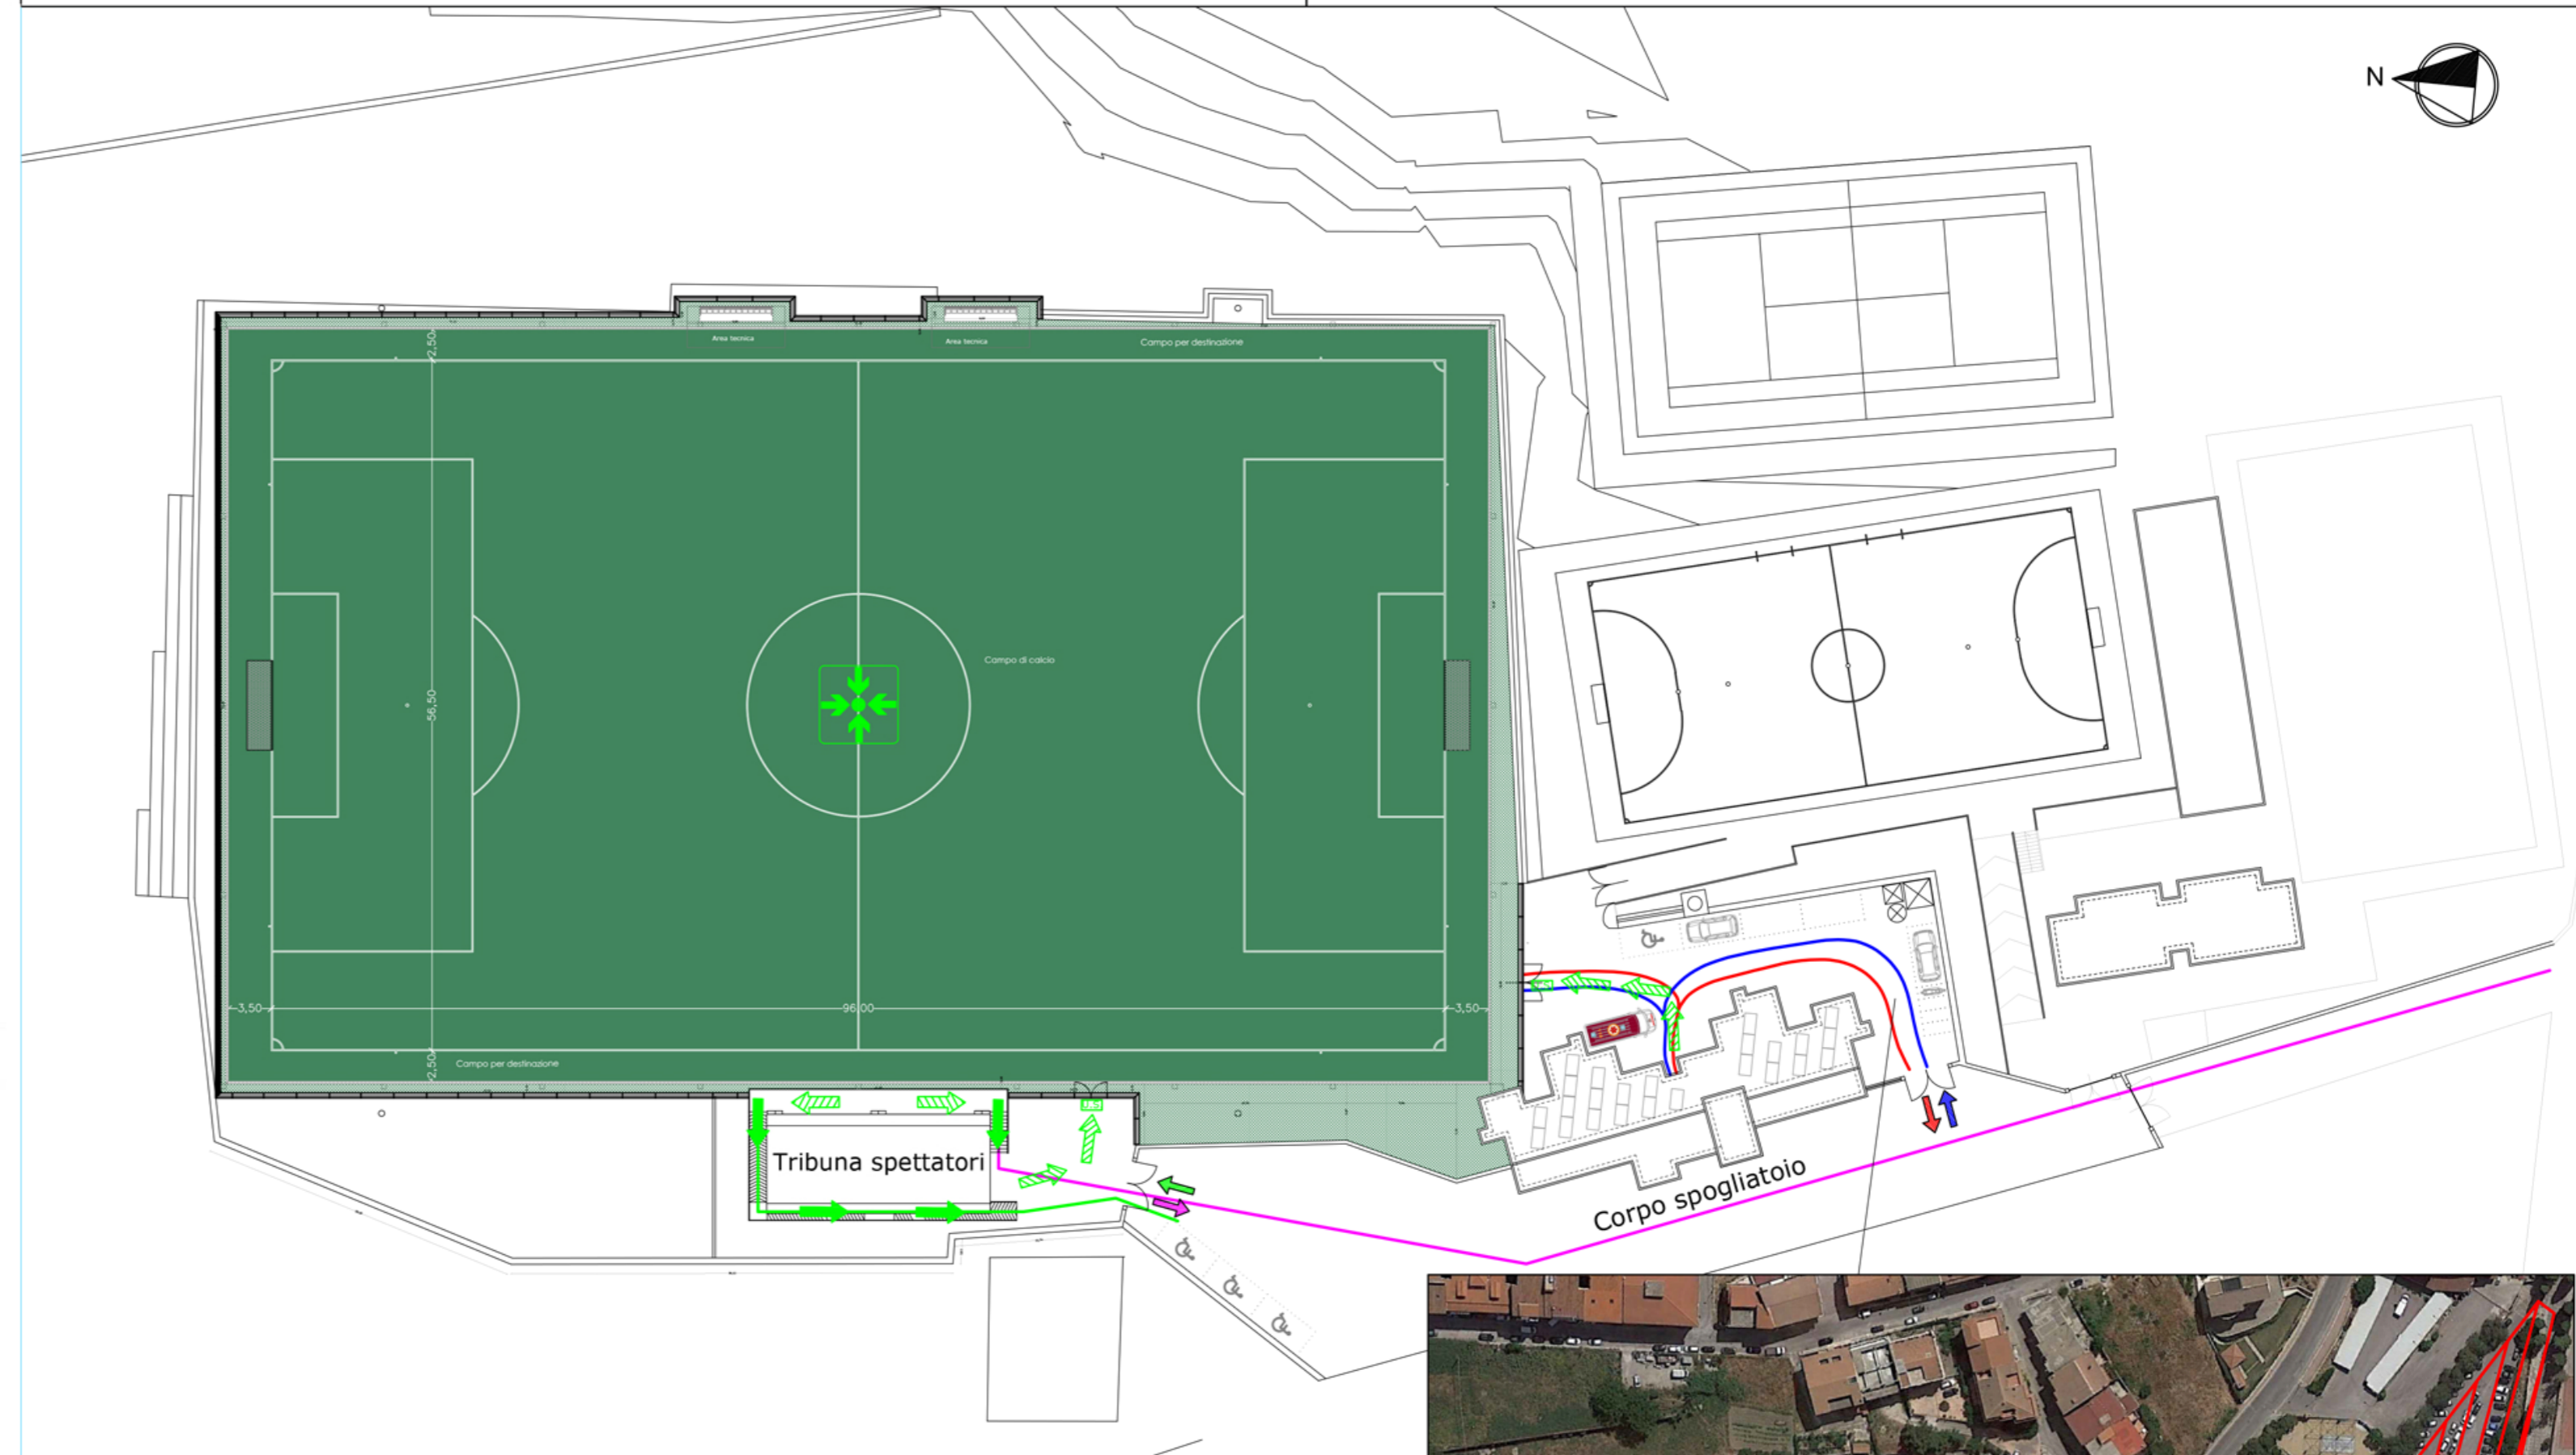 N
2,50
Area tecnica
Area tecnica
Campo per destinazione
Campo di calcio
56,50
3,50
96,00
3,50
2,50
Campo per destinazione
U.S.
Tribuna spettatori
Corpo spogliatoio